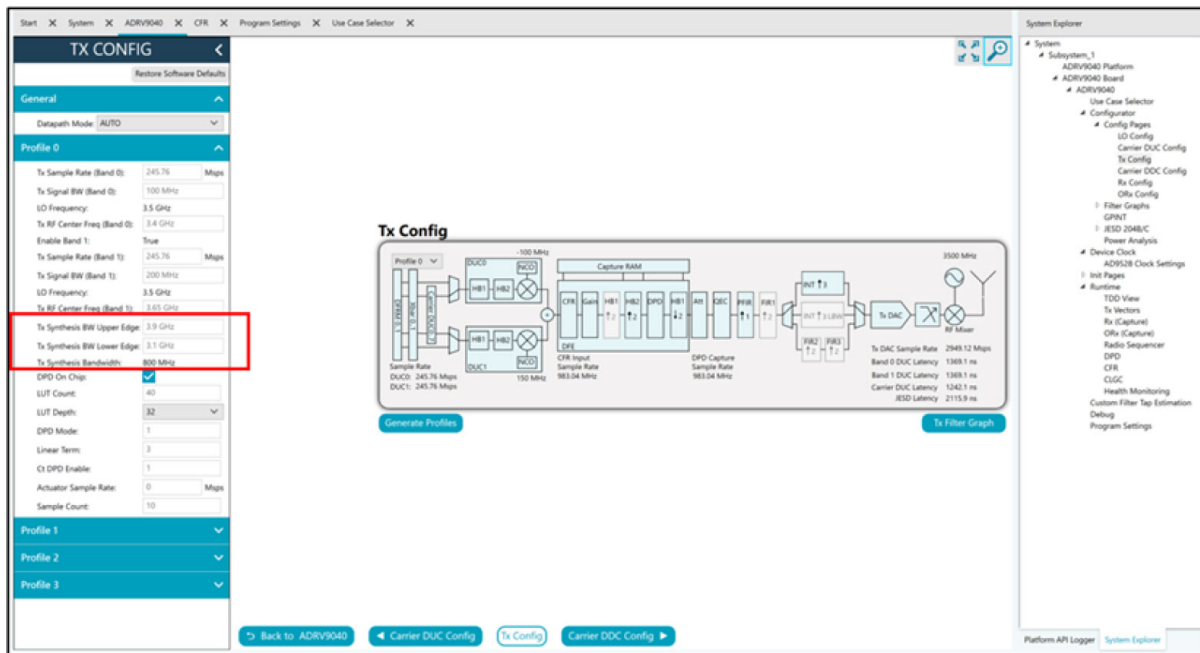 Start X System X ADRV9040 X CFR X Program Settings X Use Case Selector X
TX CONFIG
Restore Software Defaults
General
Datapath Mode: AUTO
Profile 0
Tx Sample Rate (Band 0): 245.76 Msps
Tx Signal BW (Band 0): 100 MHz
LO Frequency: 3.5 GHz
Tx RF Center Freq (Band 0): 3.4 GHz
Enable Band 1: True
Tx Sample Rate (Band 1): 245.76 Msps
Tx Signal BW (Band 1): 200 MHz
LO Frequency: 3.5 GHz
Tx RF Center Freq (Band 1): 3.65 GHz
Tx Synthesis BW Upper Edge: 3.9 GHz
Tx Synthesis BW Lower Edge: 3.1 GHz
Tx Synthesis Bandwidth: 800 MHz
DPD On Chip:
LUT Count: 40
LUT Depth: 32
DPD Mode: 1
Linear Term: 3
Ct DPD Enable: 1
Actuator Sample Rate: 0 Msps
Sample Count: 10
Profile 1
Profile 2
Profile 3
Tx Config
Profile 0
DUC0
-100 MHz
NCO
HB1 HB2
Capture RAM
CFR Gain HB1 HB2 DPD HB1 Att QEC PFIR FIR1
↑2 ↑2 ↓2 ↑1 ↑2
DFE
INT ↑3
INT ↑3 LBW
FIR2 FIR3
↑2 ↑2
Tx DAC
3500 MHz
RF Mixer
HB1 HB2
NCO
DUC1
150 MHz
Sample Rate
DUC0: 245.76 Msps
DUC1: 245.76 Msps
CFR Input
Sample Rate
983.04 MHz
DPD Capture
Sample Rate
983.04 MHz
Tx DAC Sample Rate 2949.12 Msps
Band 0 DUC Latency 1369.1 ns
Band 1 DUC Latency 1369.1 ns
Carrier DUC Latency 1242.1 ns
JESD Latency 2115.9 ns
Generate Profiles
Tx Filter Graph
Back to ADRV9040
Carrier DUC Config
Tx Config
Carrier DDC Config
System Explorer
System
Subsystem_1
ADRV9040 Platform
ADRV9040 Board
ADRV9040
Use Case Selector
Configurator
Config Pages
LO Config
Carrier DUC Config
Tx Config
Carrier DDC Config
Rx Config
ORx Config
Filter Graphs
GPINT
JESD 204B/C
Power Analysis
Device Clock
AD9528 Clock Settings
Init Pages
Runtime
TDD View
Tx Vectors
Rx (Capture)
ORx (Capture)
Radio Sequencer
DPD
CFR
CLGC
Health Monitoring
Custom Filter Tap Estimation
Debug
Program Settings
Platform API Logger
System Explorer